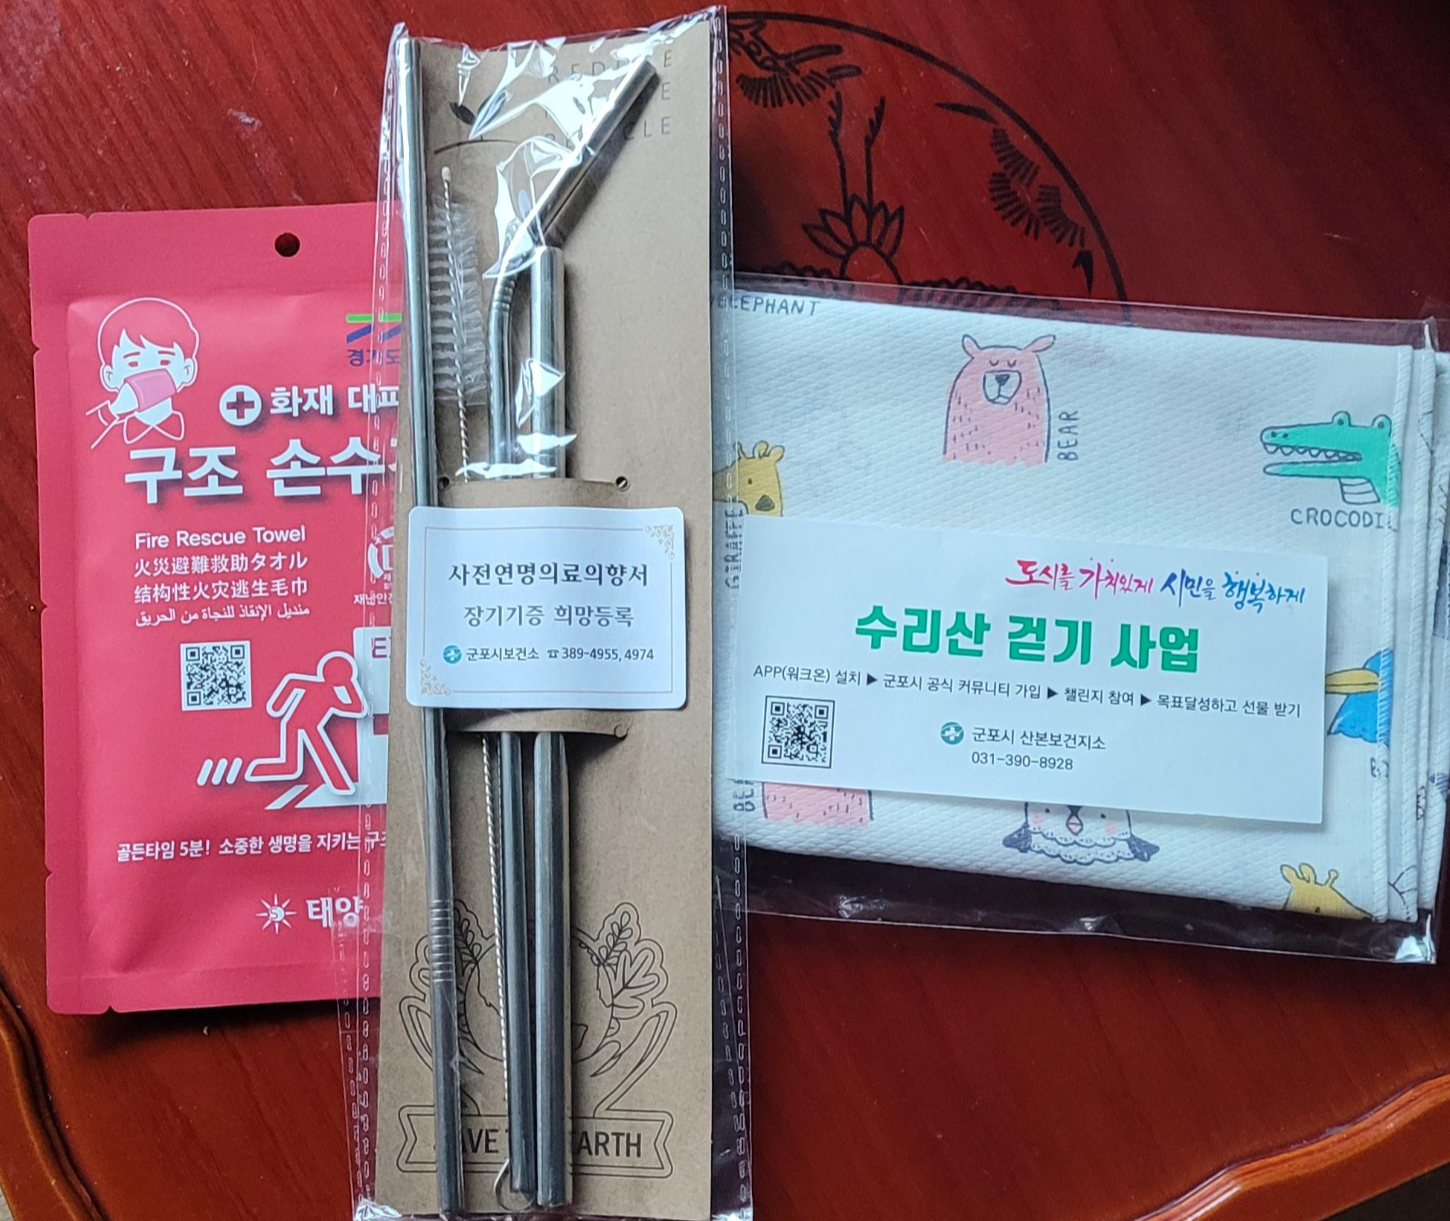 경기도
화재 대피
구조 손수
Fire Rescue Towel
火災避難救助タオル
结构性火灾逃生毛巾
منديل الإنقاذ للنجاة من الحريق
골든타임 5분! 소중한 생명을 지키는 구조
태양
사전연명의료의향서
장기기증 희망등록
군포시보건소 ☎389-4955, 4974
EARTH
ELEPHANT
BEAR
GIRAFFE
CROCODI
도시를 가치있게 시민을 행복하게
수리산 걷기 사업
APP(워크온) 설치 ▶ 군포시 공식 커뮤니티 가입 ▶ 챌린지 참여 ▶ 목표달성하고 선물 받기
군포시 산본보건지소
031-390-8928